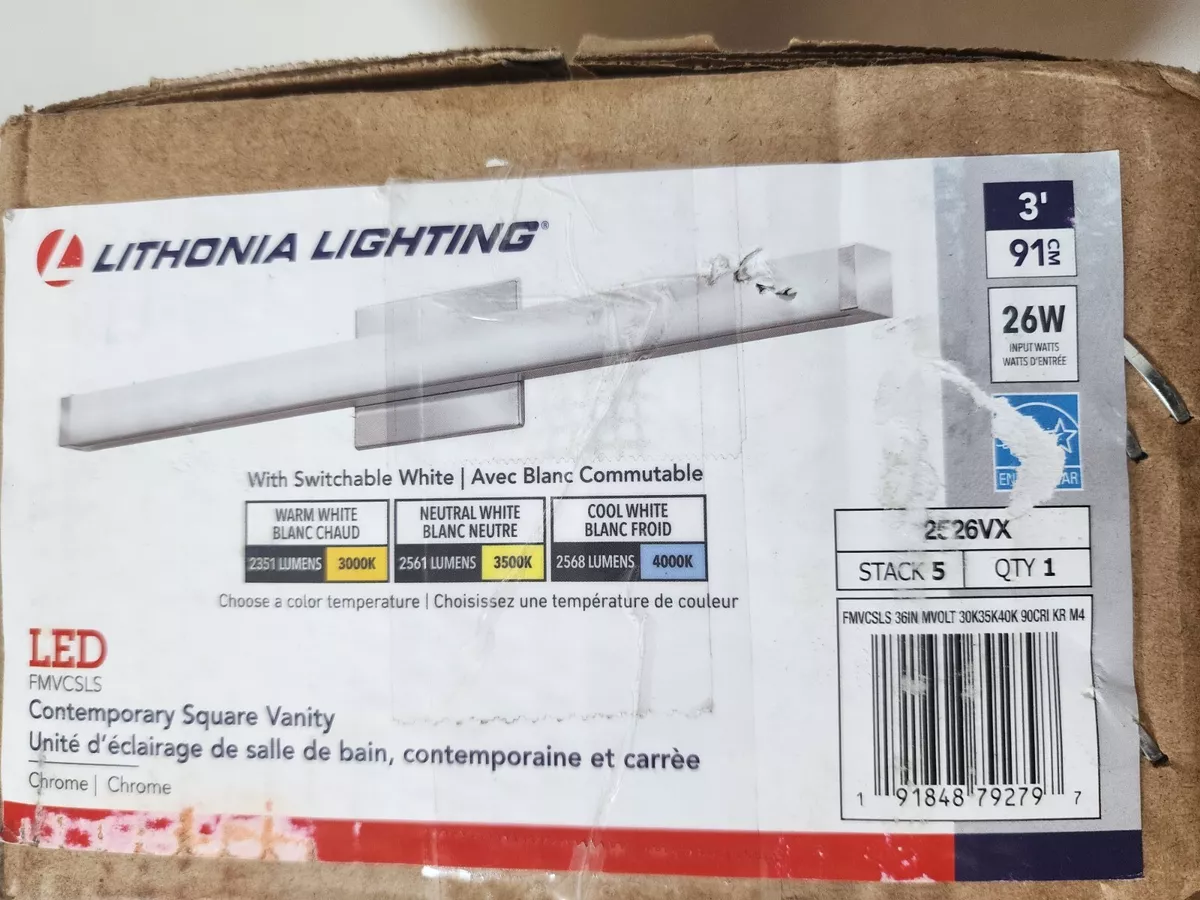 LITHONIA LIGHTING®
3'
91 CM
26W
INPUT WATTS
WATTS D'ENTRÉE
With Switchable White | Avec Blanc Commutable
WARM WHITE
BLANC CHAUD
2351 LUMENS 3000K
NEUTRAL WHITE
BLANC NEUTRE
2561 LUMENS 3500K
COOL WHITE
BLANC FROID
2568 LUMENS 4000K
Choose a color temperature | Choisissez une température de couleur
2526VX
STACK 5 QTY 1
FMVCSLS 36IN MVOLT 30K35K40K 90CRI KR M4
1 91848 79279 7
LED
FMVCSLS
Contemporary Square Vanity
Unité d'éclairage de salle de bain, contemporaine et carrèe
Chrome | Chrome